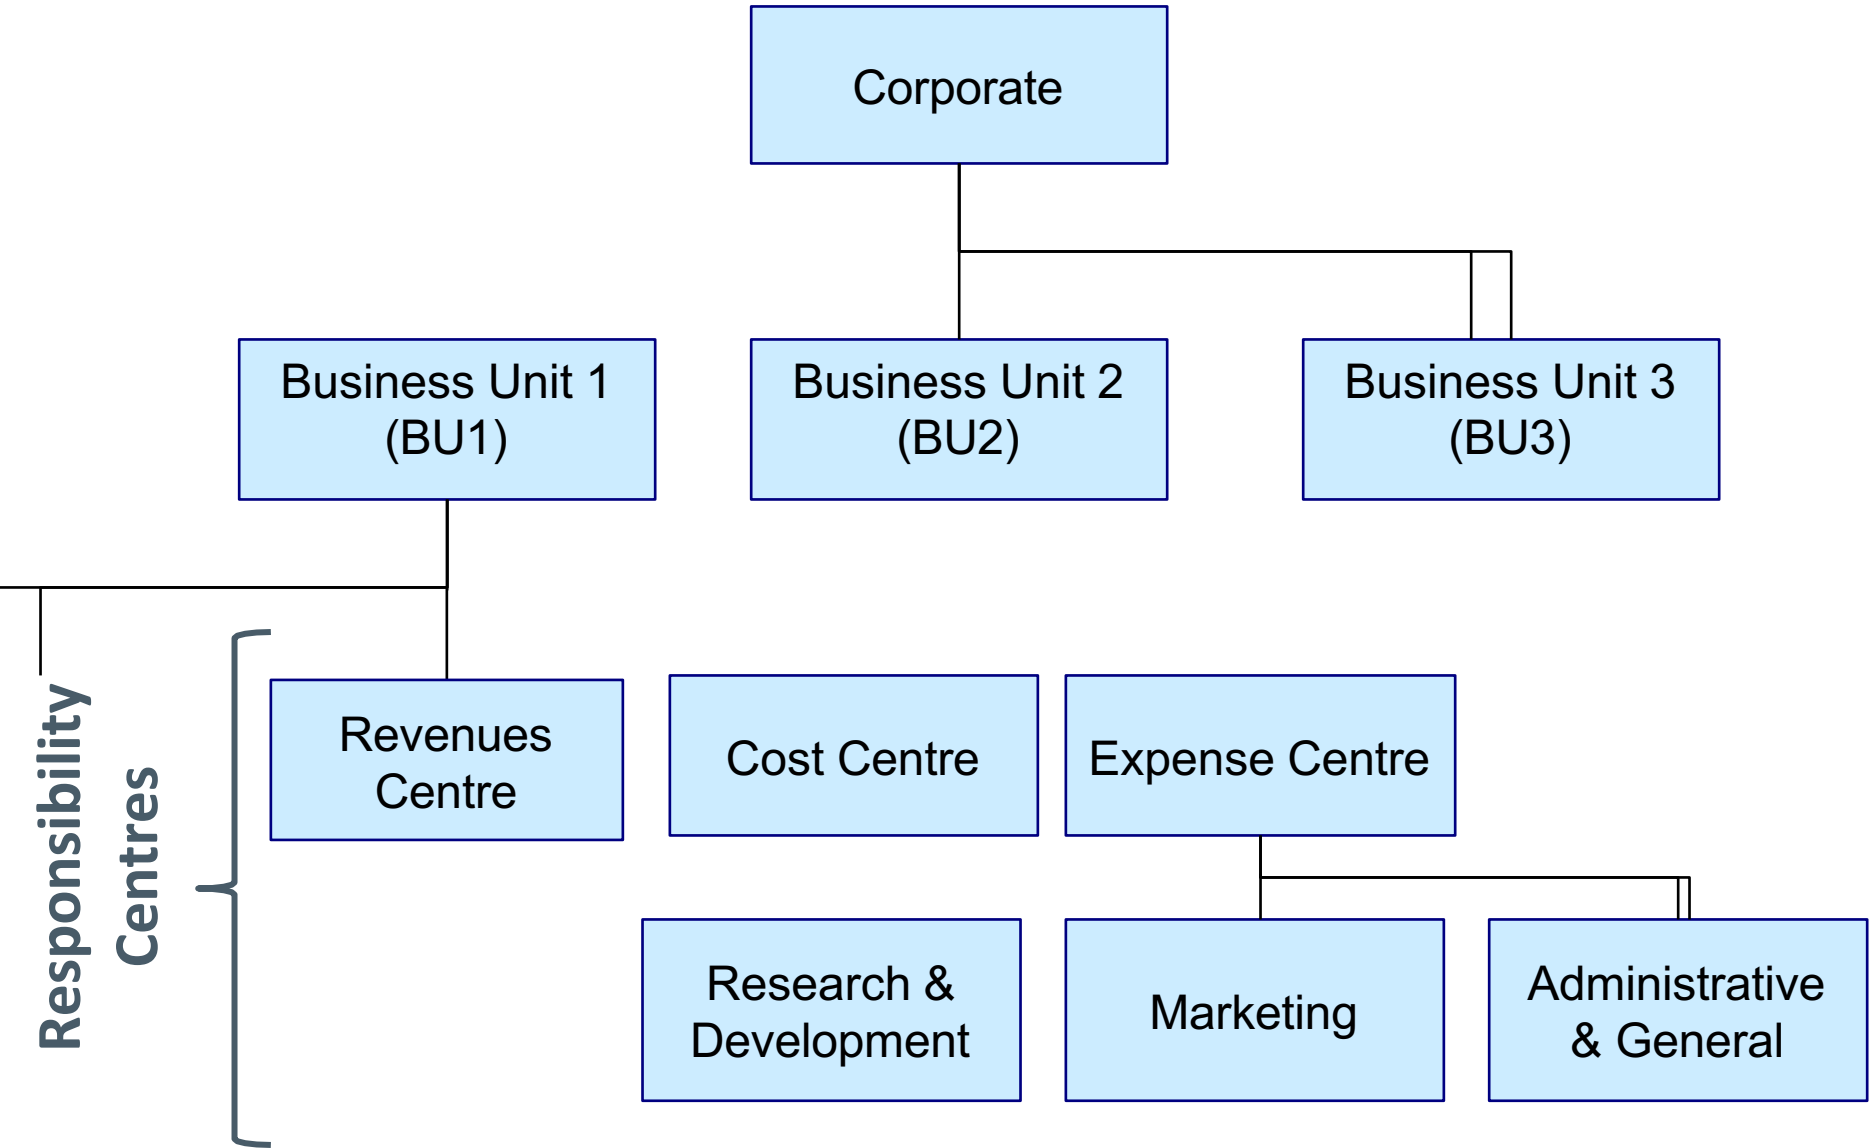 Corporate
Business Unit 1
(BU1)
Business Unit 2
(BU2)
Business Unit 3
(BU3)
Responsibility
Centres
Revenues
Centre
Cost Centre
Expense Centre
Research &
Development
Marketing
Administrative
& General